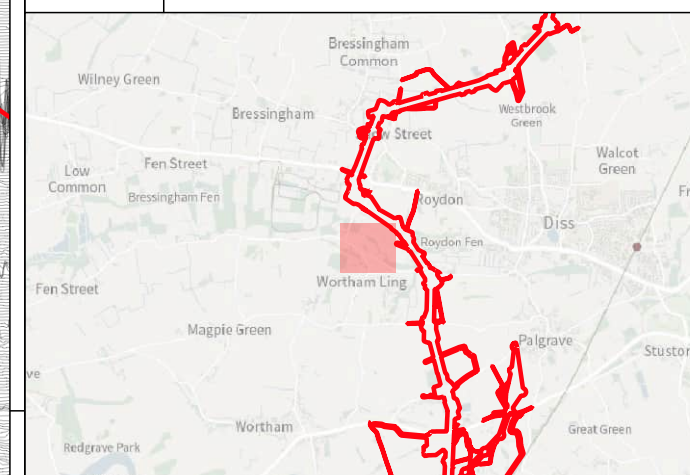 Bressingham
Common
Wilney Green
Bressingham
Westbrook
Green
Street
Fen Street
Walcot
Green
Low
Common
Bressingham Fen
Roydon
Diss
Roydon Fen
Fen Street
Wortham Ling
Magpie Green
Palgrave
Wortham
Great Green
Redgrave Park